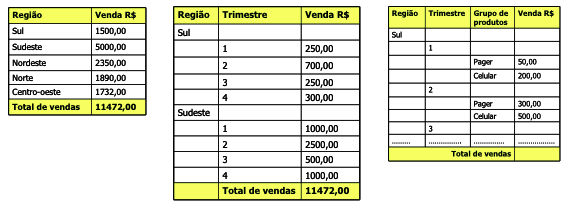 Região Venda R$
Sul 1500,00
Sudeste 5000,00
Nordeste 2350,00
Norte 1890,00
Centro-oeste 1732,00
Total de vendas 11472,00
Região Trimestre Venda R$
Sul
1 250,00
2 700,00
3 250,00
4 300,00
Sudeste
1 1000,00
2 2500,00
3 500,00
4 1000,00
Total de vendas 11472,00
Região Trimestre Grupo de produtos Venda R$
Sul
1
Pager 50,00
Celular 200,00
2
Pager 300,00
Celular 500,00
3
......... ................ ................ ..................
Total de vendas